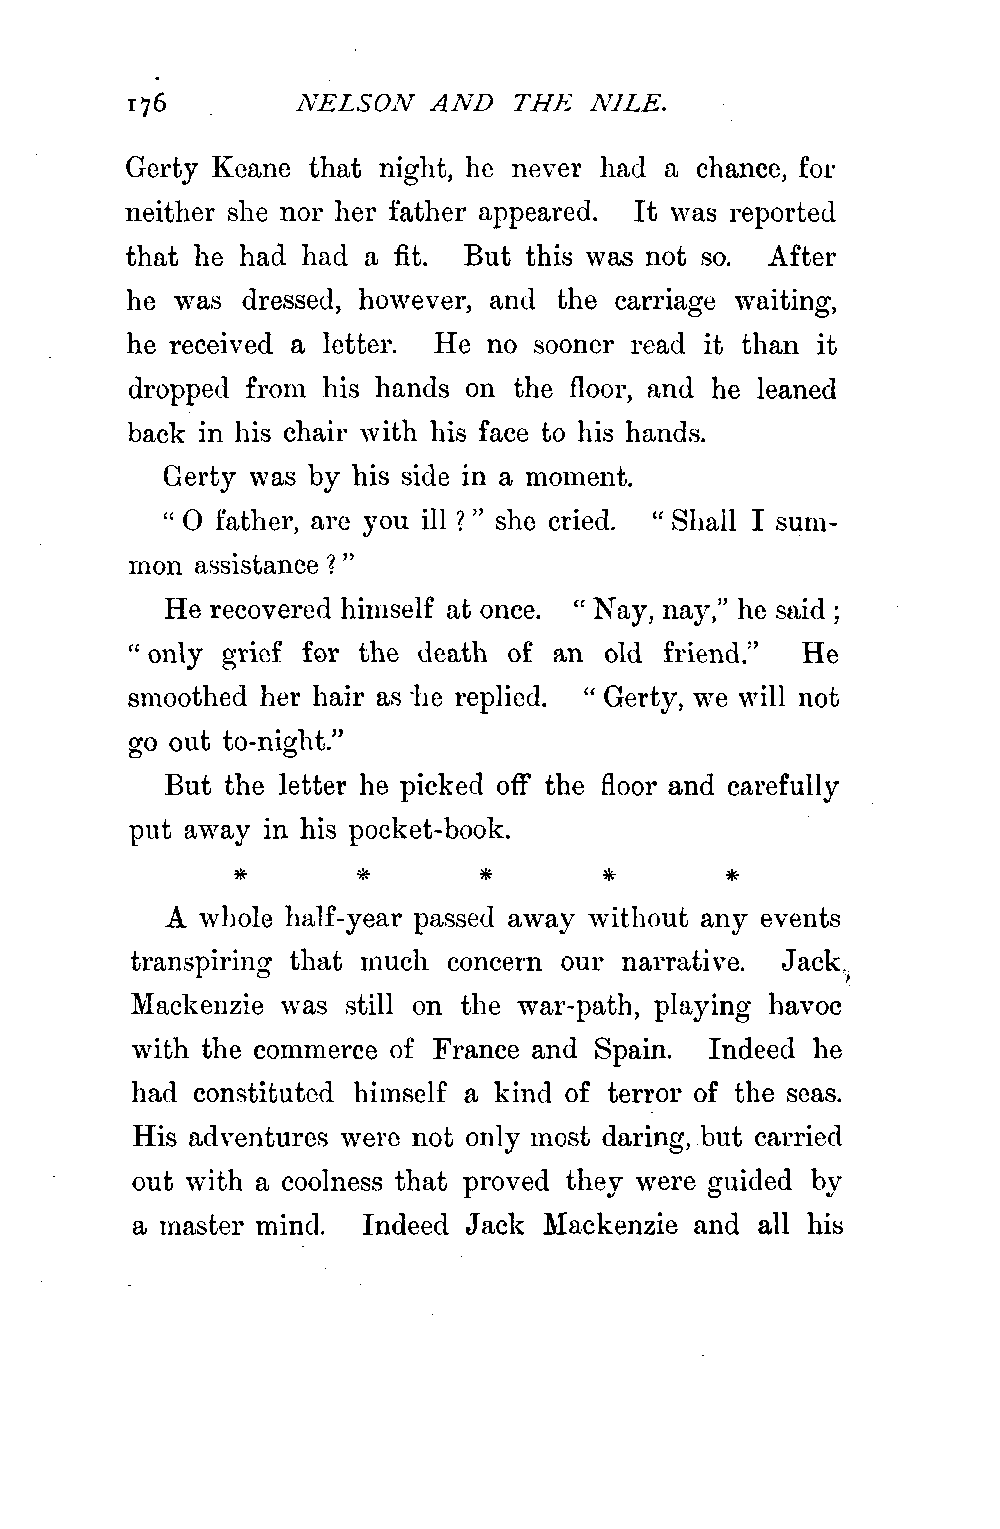 176 NELSON AND THE NILE.
Gerty Keane that night, he never had a chance, for
neither she nor her father appeared. It was reported
that he had had a fit. But this was not so. After
he was dressed, however, and the carriage waiting,
he received a letter. He no sooner read it than it
dropped from his hands on the floor, and he leaned
back in his chair with his face to his hands.
Gerty was by his side in a moment.
“ O father, are you ill ? ” she cried. “ Shall I sum-
mon assistance ? ”
He recovered himself at once. “ Nay, nay,” he said ;
“ only grief for the death of an old friend.” He
smoothed her hair as he replied. “ Gerty, we will not
go out to-night.”
But the letter he picked off the floor and carefully
put away in his pocket-book.
* * * * *
A whole half-year passed away without any events
transpiring that much concern our narrative. Jack
Mackenzie was still on the war-path, playing havoc
with the commerce of France and Spain. Indeed he
had constituted himself a kind of terror of the seas.
His adventures were not only most daring, but carried
out with a coolness that proved they were guided by
a master mind. Indeed Jack Mackenzie and all his